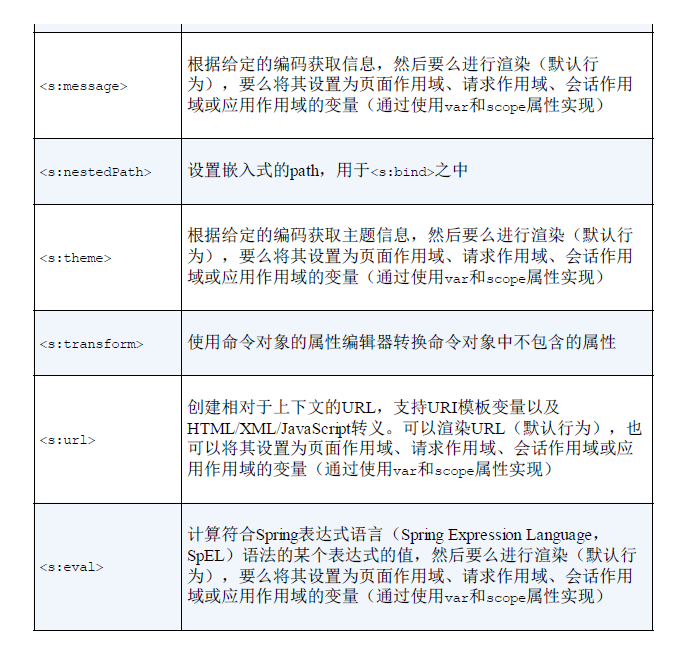 <s:message>
根据给定的编码获取信息，然后要么进行渲染（默认行
为），要么将其设置为页面作用域、请求作用域、会话作用
域或应用作用域的变量（通过使用var和scope属性实现）
<s:nestedPath>
设置嵌入式的path，用于<s:bind>之中
<s:theme>
根据给定的编码获取主题信息，然后要么进行渲染（默认行
为），要么将其设置为页面作用域、请求作用域、会话作用
域或应用作用域的变量（通过使用var和scope属性实现）
<s:transform>
使用命令对象的属性编辑器转换命令对象中不包含的属性
<s:url>
创建相对于上下文的URL，支持URI模板变量以及
HTML/XML/JavaScript转义。可以渲染URL（默认行为），也
可以将其设置为页面作用域、请求作用域、会话作用域或应
用作用域的变量（通过使用var和scope属性实现）
<s:eval>
计算符合Spring表达式语言（Spring Expression Language，
SpEL）语法的某个表达式的值，然后要么进行渲染（默认行
为），要么将其设置为页面作用域、请求作用域、会话作用
域或应用作用域的变量（通过使用var和scope属性实现）